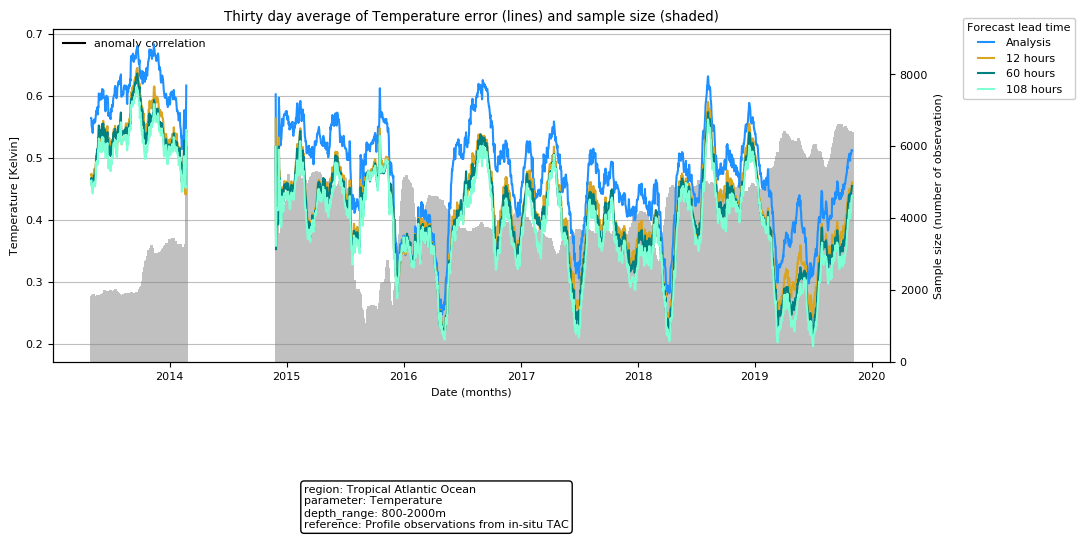 Thirty day average of Temperature error (lines) and sample size (shaded)
anomaly correlation
Forecast lead time
Analysis
12 hours
60 hours
108 hours
Temperature [Kelvin]
0.7
0.6
0.5
0.4
0.3
0.2
8000
6000
4000
2000
0
Sample size (number of observation)
2014
2015
2016
2017
2018
2019
2020
Date (months)
region: Tropical Atlantic Ocean
parameter: Temperature
depth_range: 800-2000m
reference: Profile observations from in-situ TAC